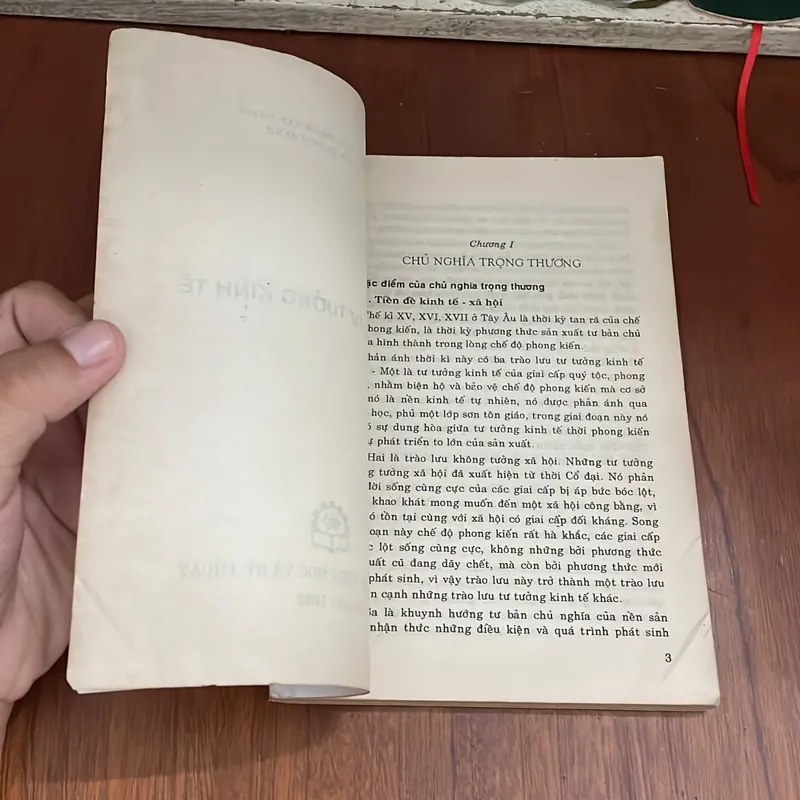 TƯ TƯỞNG KINH TẾ
Chương I
CHỦ NGHĨA TRỌNG THƯƠNG
điểm của chủ nghĩa trọng thương
- Tiền đề kinh tế - xã hội
kỉ XV, XVI, XVII ở Tây Âu là thời kỳ tan rã của chế
phong kiến, là thời kỳ phương thức sản xuất tư bản chủ
a hình thành trong lòng chế độ phong kiến.
ánh thời kì này có ba trào lưu tư tưởng kinh tế
- Một là tư tưởng kinh tế của giai cấp quý tộc, phong
, nhằm biện hộ và bảo vệ chế độ phong kiến mà cơ sở
nó là nền kinh tế tự nhiên, nó được phản ánh qua
học, phủ một lớp sơn tôn giáo, trong giai đoạn này nó
sự dung hòa giữa tư tưởng kinh tế thời phong kiến
phát triển to lớn của sản xuất.
Hai là trào lưu không tưởng xã hội. Những tư tưởng
g tưởng xã hội đã xuất hiện từ thời Cổ đại. Nó phản
đời sống cùng cực của các giai cấp bị áp bức bóc lột,
khao khát mong muốn đến một xã hội công bằng, vì
ó tồn tại cùng với xã hội có giai cấp đối kháng. Song
đoạn này chế độ phong kiến rất hà khắc, các giai cấp
lột sống cùng cực, không những bởi phương thức
uất cũ đang dãy chết, mà còn bởi phương thức mới
phát sinh, vì vậy trào lưu này trở thành một trào lưu
n cạnh những trào lưu tư tưởng kinh tế khác.
Ba là khuynh hướng tư bản chủ nghĩa của nền sản
nhận thức những điều kiện và quá trình phát sinh
3